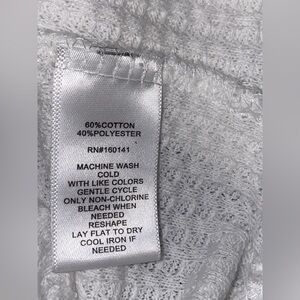 60%COTTON
40%POLYESTER
RN#160141
MACHINE WASH
COLD
WITH LIKE COLORS
GENTLE CYCLE
ONLY NON-CHLORINE
BLEACH WHEN
NEEDED
RESHAPE
LAY FLAT TO DRY
COOL IRON IF
NEEDED